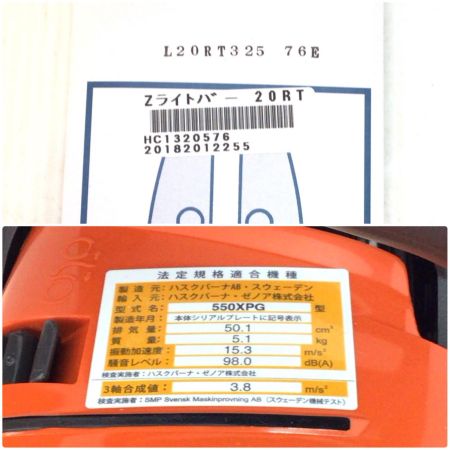 L20RT325 76E
Zライトバー 20RT
HC1320576
20182012255
法定規格適合機種
製造元:ハスクバーナAB・スウェーデン
輸入元:ハスクバーナ・ゼノア株式会社
型式名: 550XPG 型
製造年月: 本体シリアルプレートに記号表示
排気量: 50.1 cm³
質量: 5.1 kg
振動加速度: 15.3 m/s²
騒音レベル: 98.0 dB(A)
検査実施者:ハスクバーナ・ゼノア株式会社
3軸合成値: 3.8 m/s²
検査実施者:SMP Svensk Maskinprovning AB (スウェーデン機械テスト)